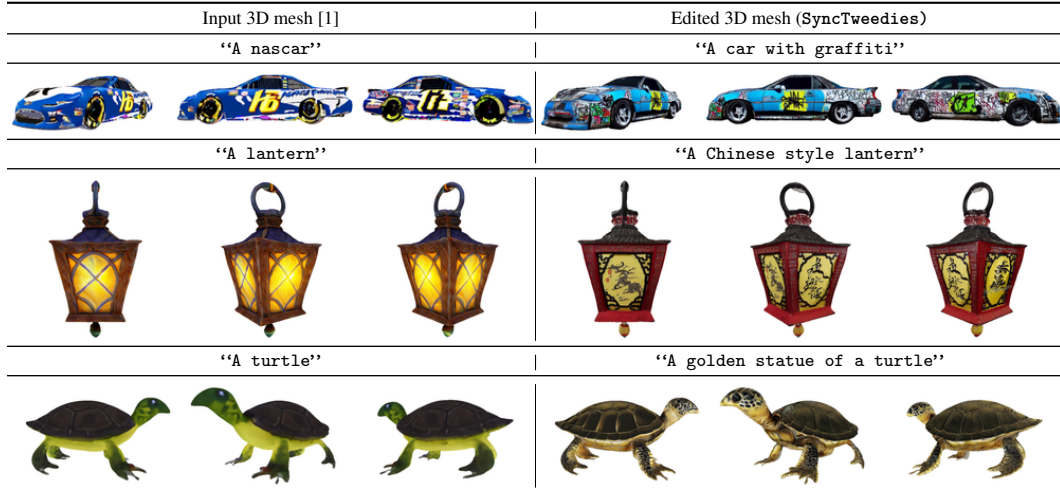 Input 3D mesh [1]
Edited 3D mesh (SyncTweedies)
“A nascar”
“A car with graffiti”
“A lantern”
“A Chinese style lantern”
“A turtle”
“A golden statue of a turtle”